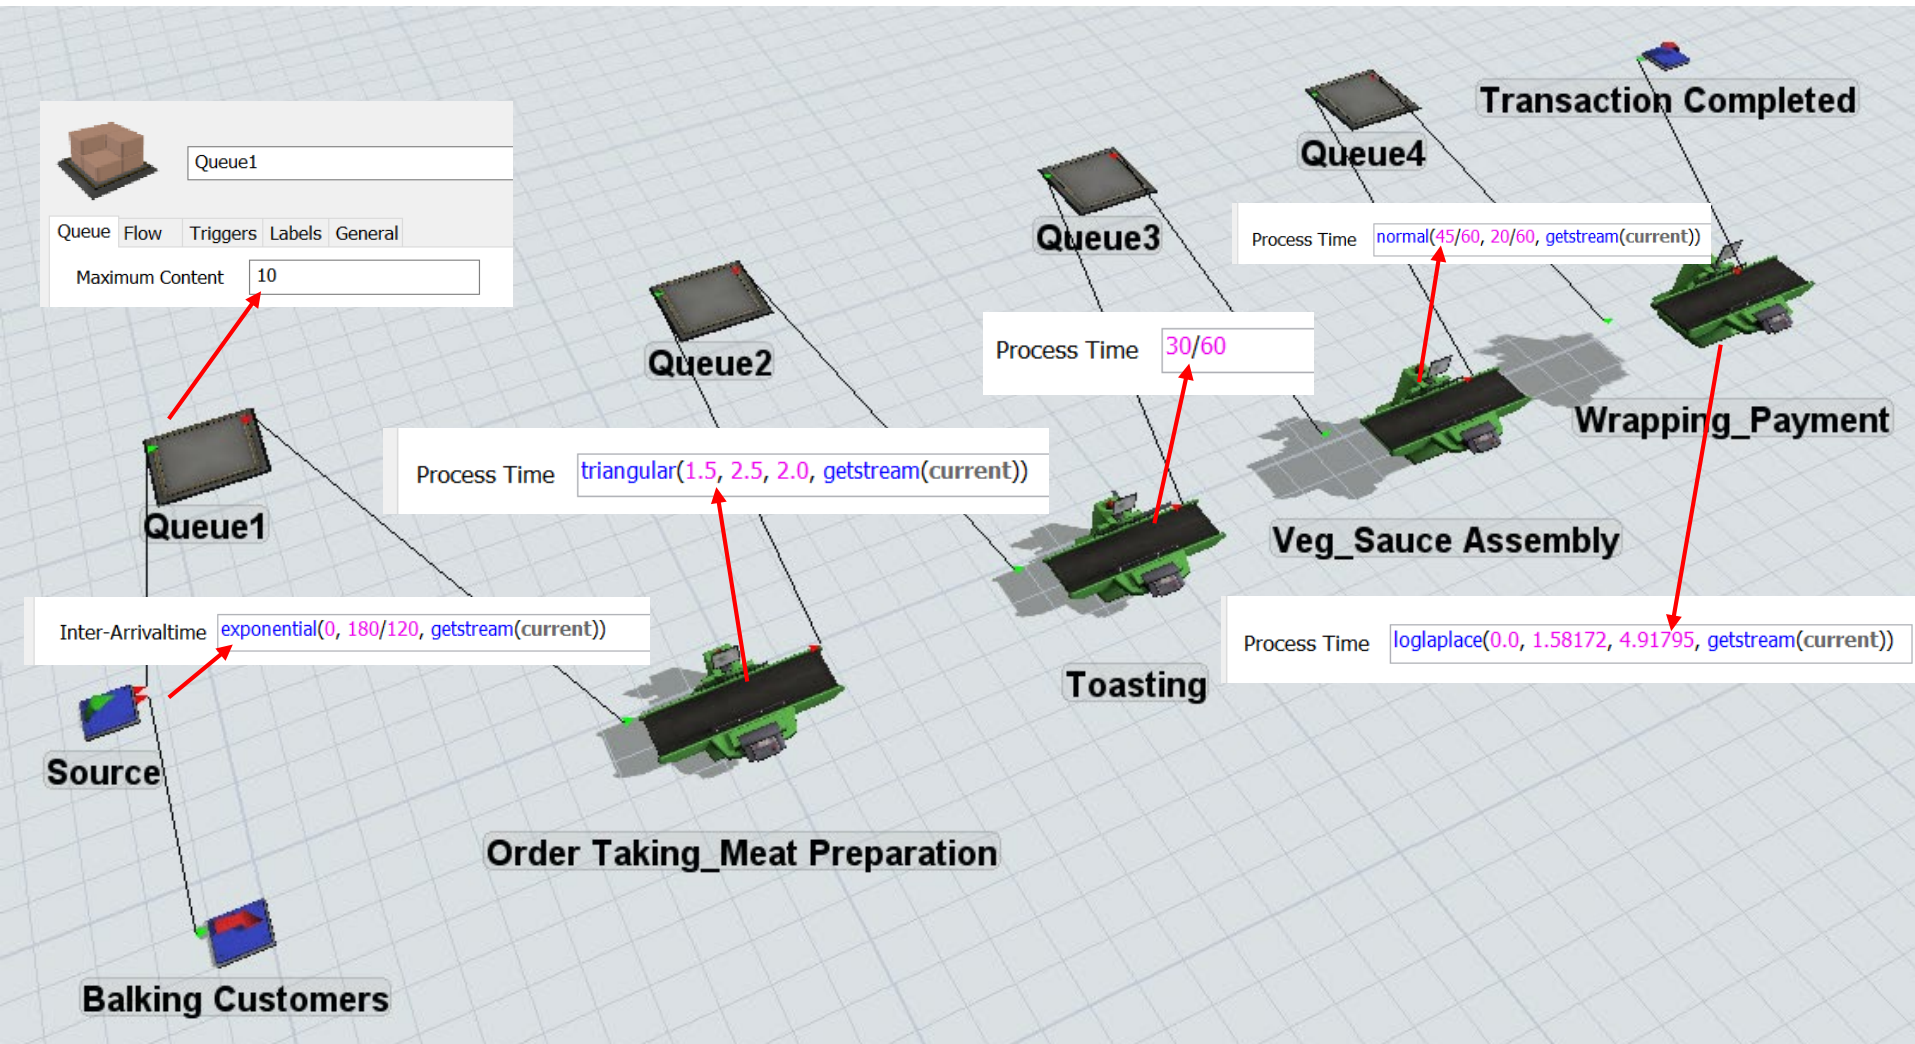 Transaction Completed
Queue4
Queue1
Queue Flow Triggers Labels General
Maximum Content 10
Queue3
Process Time normal(45/60, 20/60, getstream(current))
Queue2
Process Time 30/60
Wrapping_Payment
Process Time triangular(1.5, 2.5, 2.0, getstream(current))
Queue1
Veg_Sauce Assembly
Inter-Arrivaltime exponential(0, 180/120, getstream(current))
Process Time loglaplace(0.0, 1.58172, 4.91795, getstream(current))
Toasting
Source
Order Taking_Meat Preparation
Balking Customers